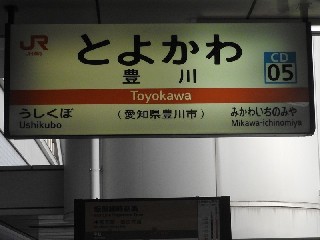 JR
とよかわ
豊川
CD
05
Toyokawa
うしくぼ
Ushikubo
(愛知県豊川市)
みかわいちのみや
Mikawa-Ichinomiya